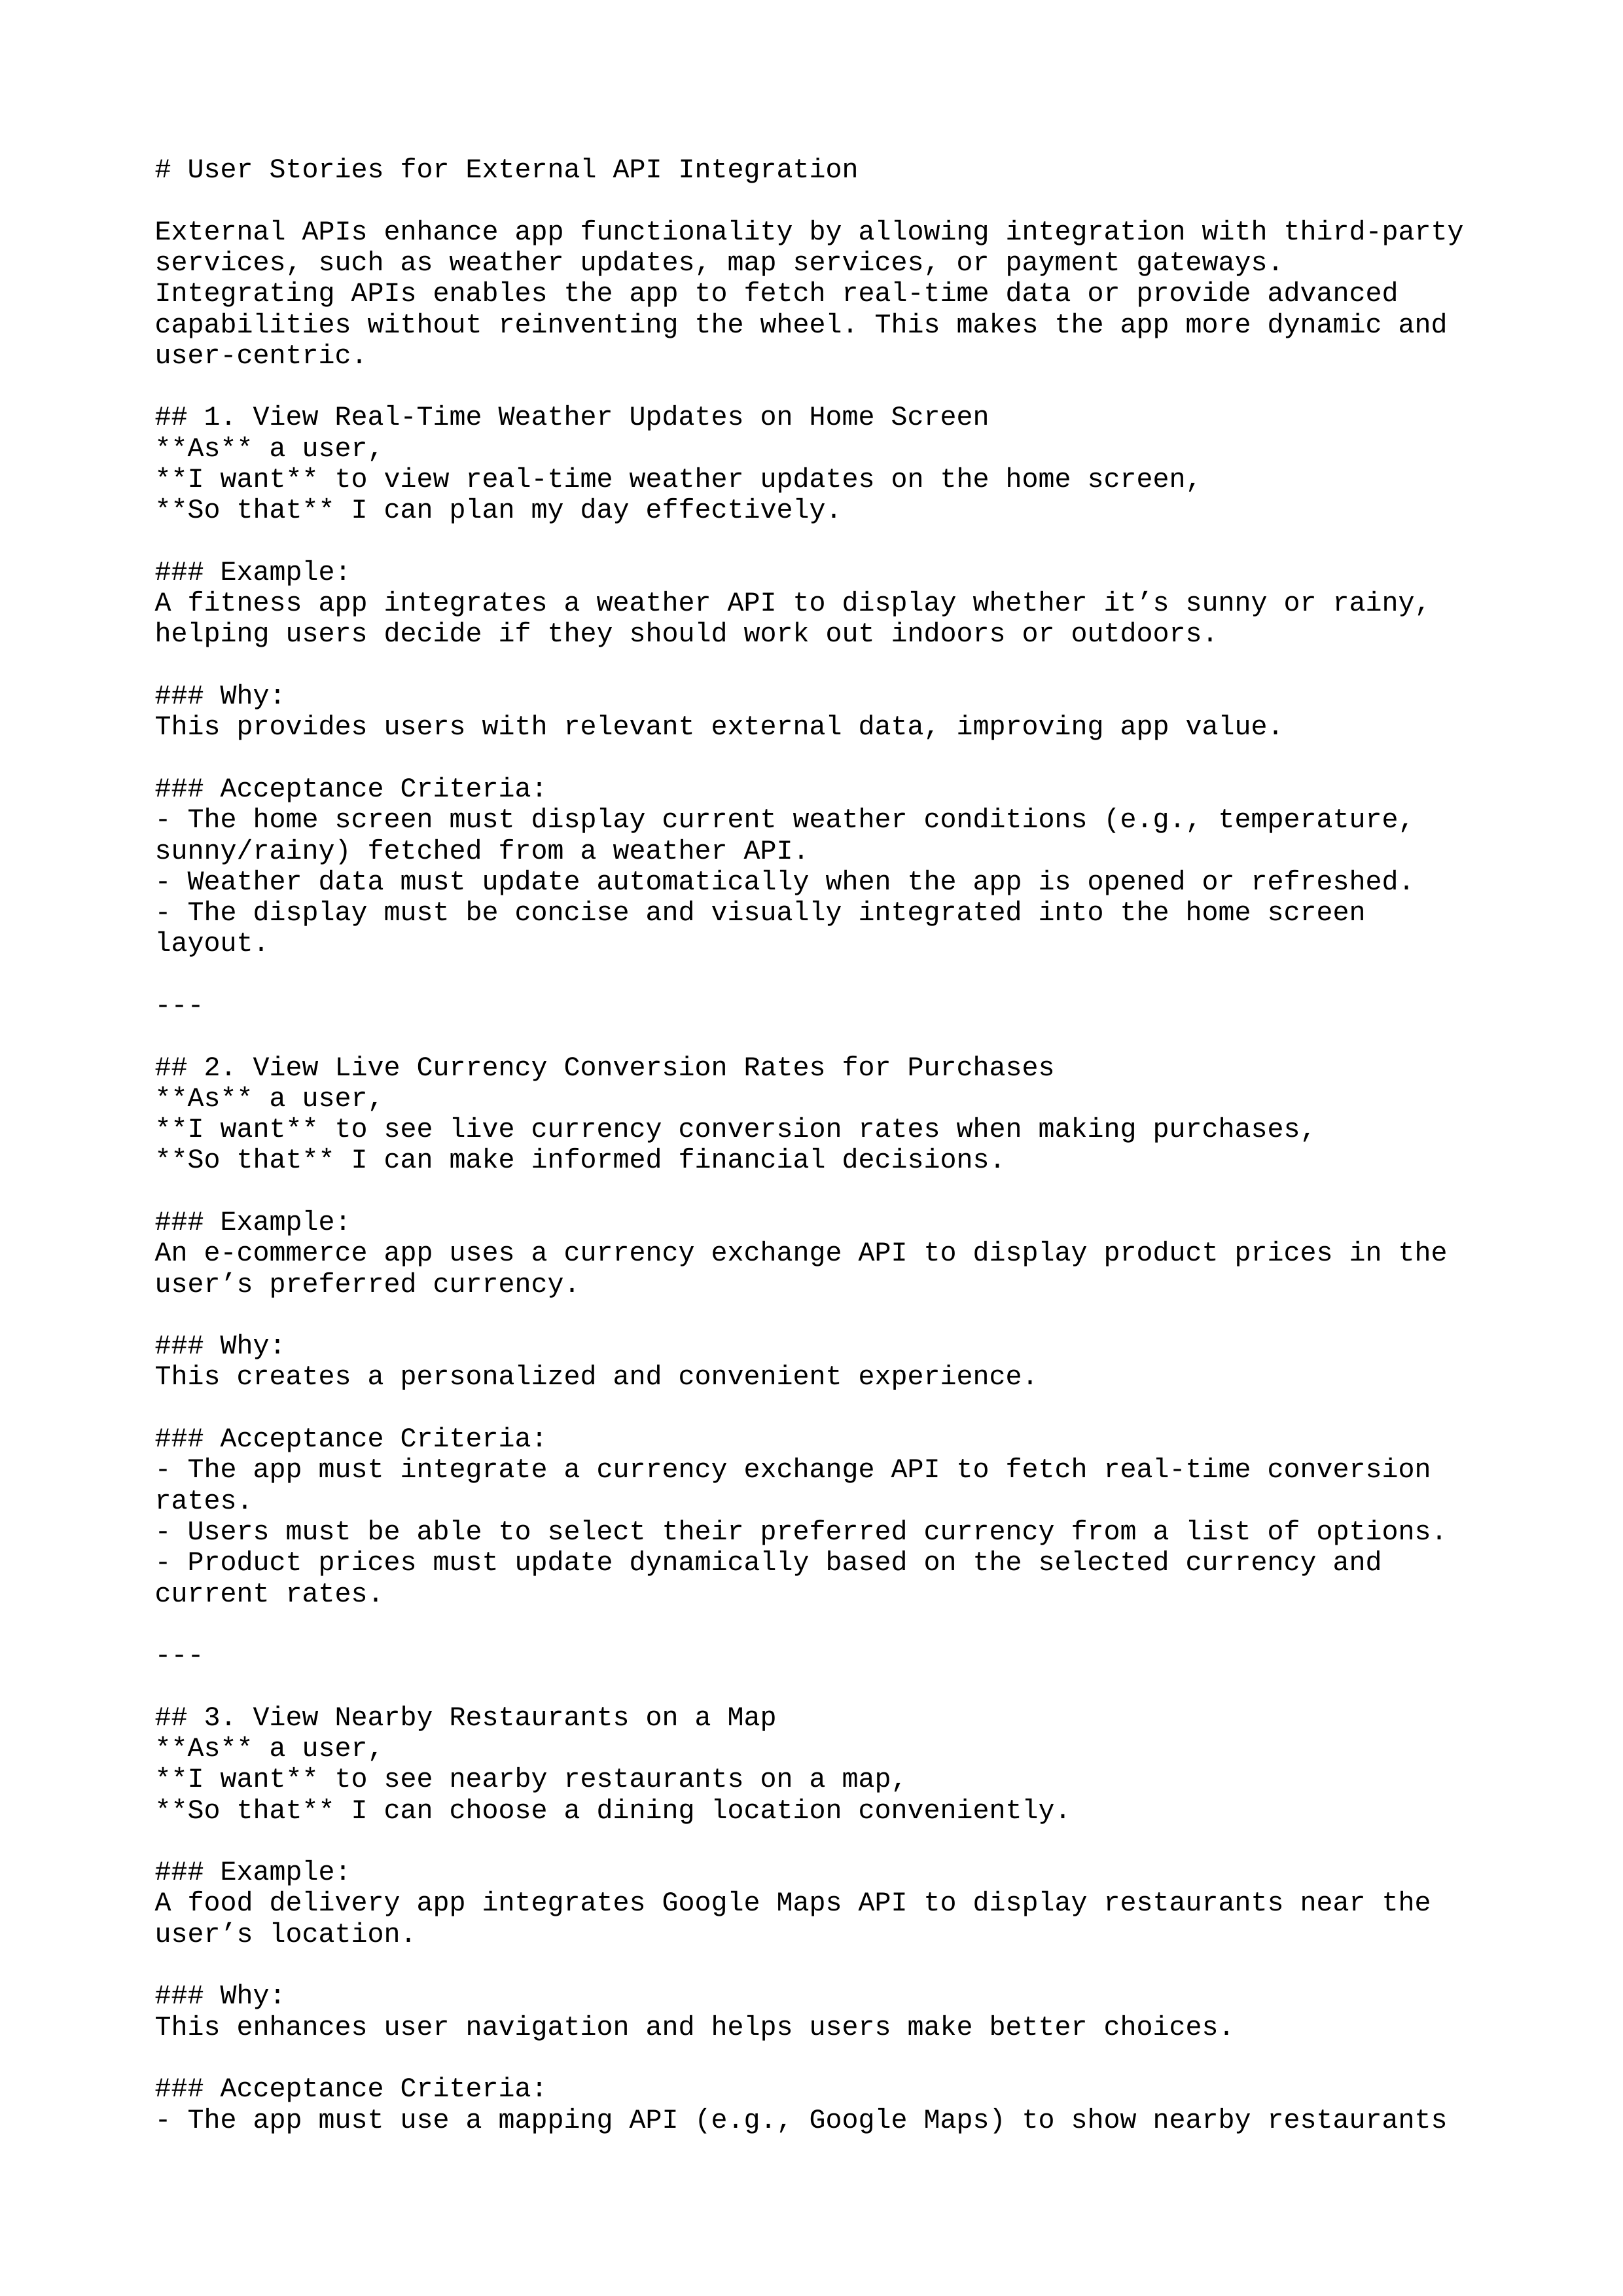 # User Stories for External API Integration

External APIs enhance app functionality by allowing integration with third-party
services, such as weather updates, map services, or payment gateways.
Integrating APIs enables the app to fetch real-time data or provide advanced
capabilities without reinventing the wheel. This makes the app more dynamic and
user-centric.

## 1. View Real-Time Weather Updates on Home Screen
**As** a user,
**I want** to view real-time weather updates on the home screen,
**So that** I can plan my day effectively.

### Example:
A fitness app integrates a weather API to display whether it’s sunny or rainy,
helping users decide if they should work out indoors or outdoors.

### Why:
This provides users with relevant external data, improving app value.

### Acceptance Criteria:
- The home screen must display current weather conditions (e.g., temperature,
sunny/rainy) fetched from a weather API.
- Weather data must update automatically when the app is opened or refreshed.
- The display must be concise and visually integrated into the home screen
layout.

---

## 2. View Live Currency Conversion Rates for Purchases
**As** a user,
**I want** to see live currency conversion rates when making purchases,
**So that** I can make informed financial decisions.

### Example:
An e-commerce app uses a currency exchange API to display product prices in the
user’s preferred currency.

### Why:
This creates a personalized and convenient experience.

### Acceptance Criteria:
- The app must integrate a currency exchange API to fetch real-time conversion
rates.
- Users must be able to select their preferred currency from a list of options.
- Product prices must update dynamically based on the selected currency and
current rates.

---

## 3. View Nearby Restaurants on a Map
**As** a user,
**I want** to see nearby restaurants on a map,
**So that** I can choose a dining location conveniently.

### Example:
A food delivery app integrates Google Maps API to display restaurants near the
user’s location.

### Why:
This enhances user navigation and helps users make better choices.

### Acceptance Criteria:
- The app must use a mapping API (e.g., Google Maps) to show nearby restaurants